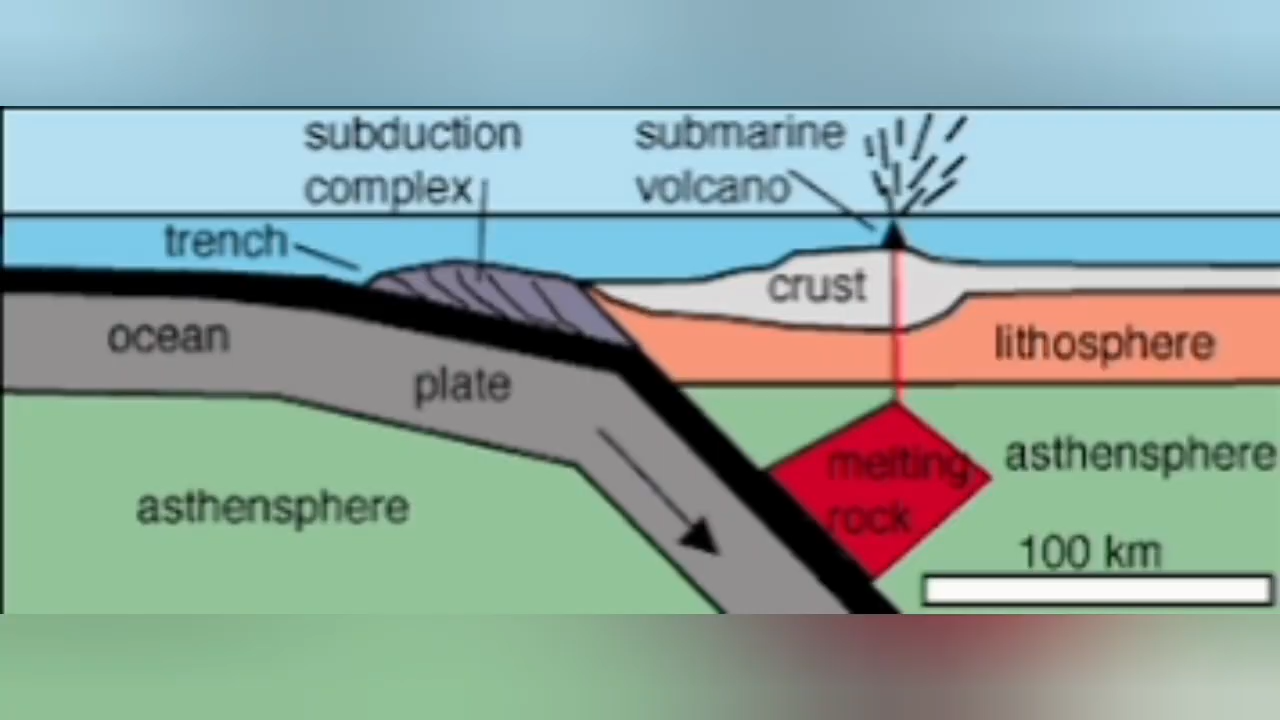 subduction
complex
submarine
volcano
trench
crust
ocean
plate
lithosphere
melting
rock
asthensphere
asthensphere
100 km